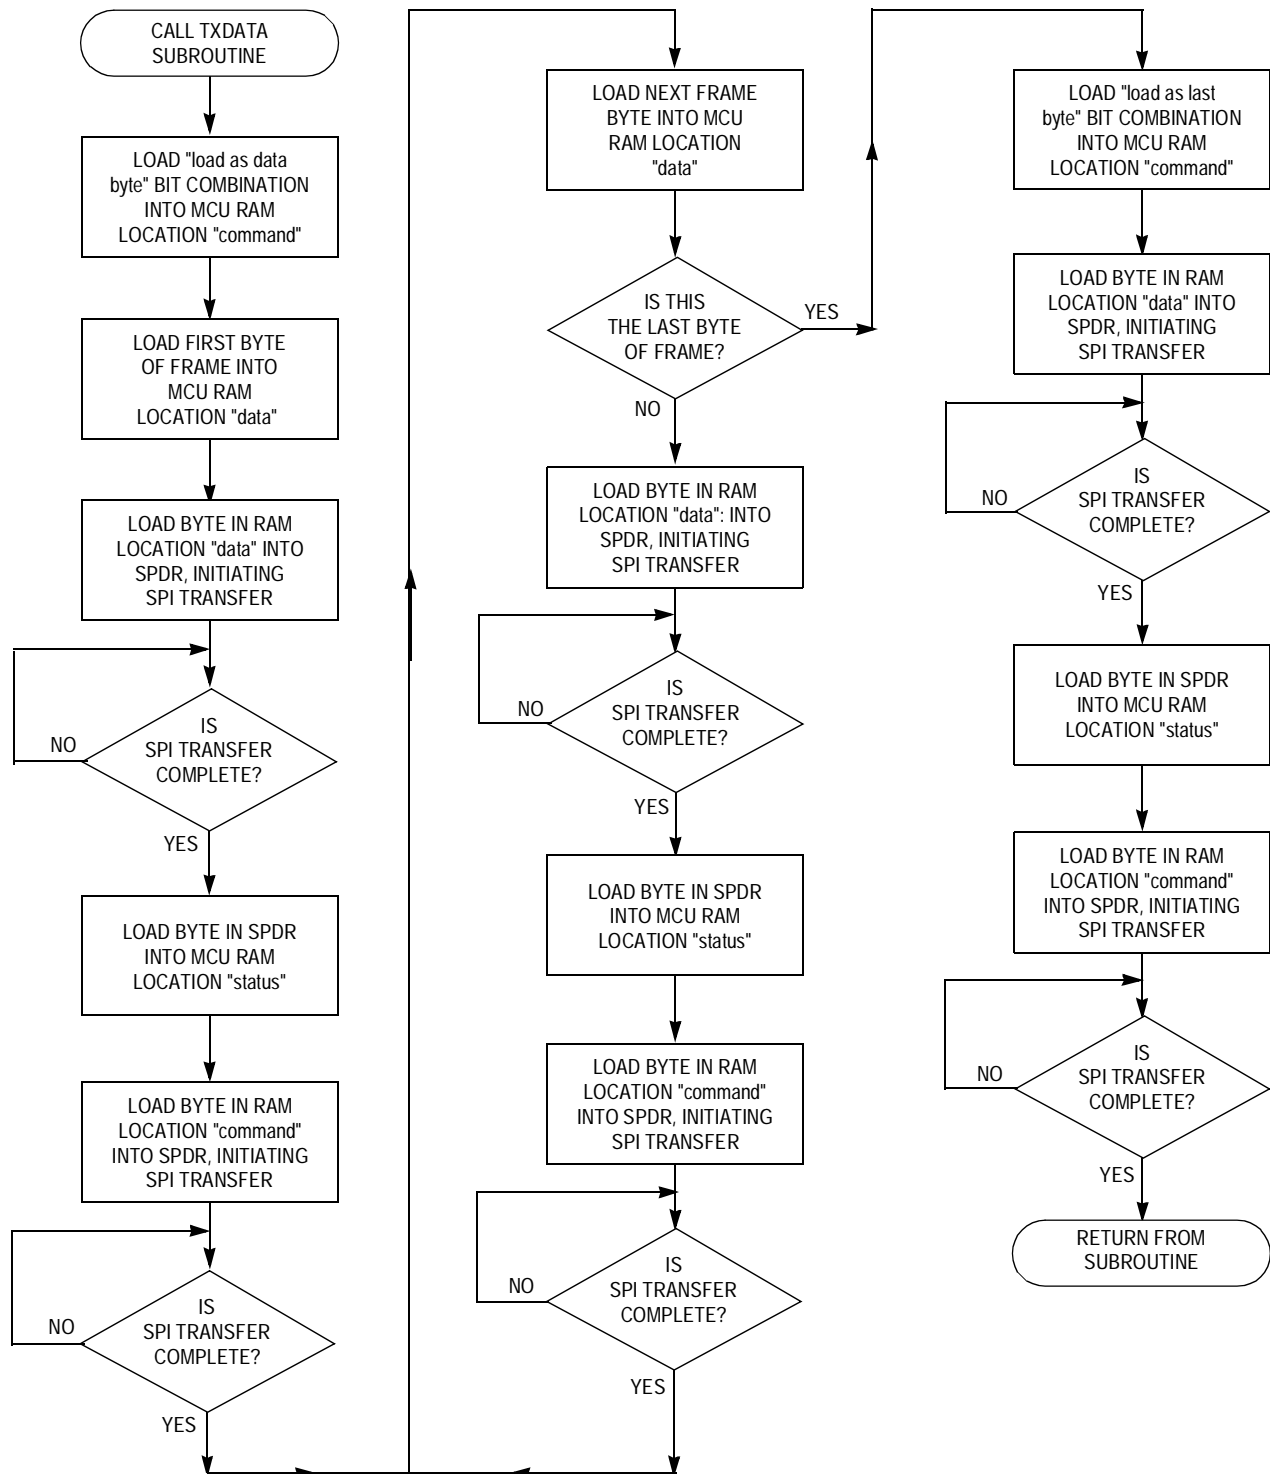 CALL TXDATA
SUBROUTINE
LOAD "load as data
byte" BIT COMBINATION
INTO MCU RAM
LOCATION "command"
LOAD FIRST BYTE
OF FRAME INTO
MCU RAM
LOCATION "data"
LOAD BYTE IN RAM
LOCATION "data" INTO
SPDR, INITIATING
SPI TRANSFER
IS
SPI TRANSFER
COMPLETE?
NO
YES
LOAD BYTE IN SPDR
INTO MCU RAM
LOCATION "status"
LOAD BYTE IN RAM
LOCATION "command"
INTO SPDR, INITIATING
SPI TRANSFER
IS
SPI TRANSFER
COMPLETE?
NO
YES
LOAD NEXT FRAME
BYTE INTO MCU
RAM LOCATION
"data"
IS THIS
THE LAST BYTE
OF FRAME?
YES
NO
LOAD BYTE IN RAM
LOCATION "data": INTO
SPDR, INITIATING
SPI TRANSFER
IS
SPI TRANSFER
COMPLETE?
NO
YES
LOAD BYTE IN SPDR
INTO MCU RAM
LOCATION "status"
LOAD BYTE IN RAM
LOCATION "command"
INTO SPDR, INITIATING
SPI TRANSFER
IS
SPI TRANSFER
COMPLETE?
NO
YES
LOAD "load as last
byte" BIT COMBINATION
INTO MCU RAM
LOCATION "command"
LOAD BYTE IN RAM
LOCATION "data" INTO
SPDR, INITIATING
SPI TRANSFER
IS
SPI TRANSFER
COMPLETE?
NO
YES
LOAD BYTE IN SPDR
INTO MCU RAM
LOCATION "status"
LOAD BYTE IN RAM
LOCATION "command"
INTO SPDR, INITIATING
SPI TRANSFER
IS
SPI TRANSFER
COMPLETE?
NO
YES
RETURN FROM
SUBROUTINE